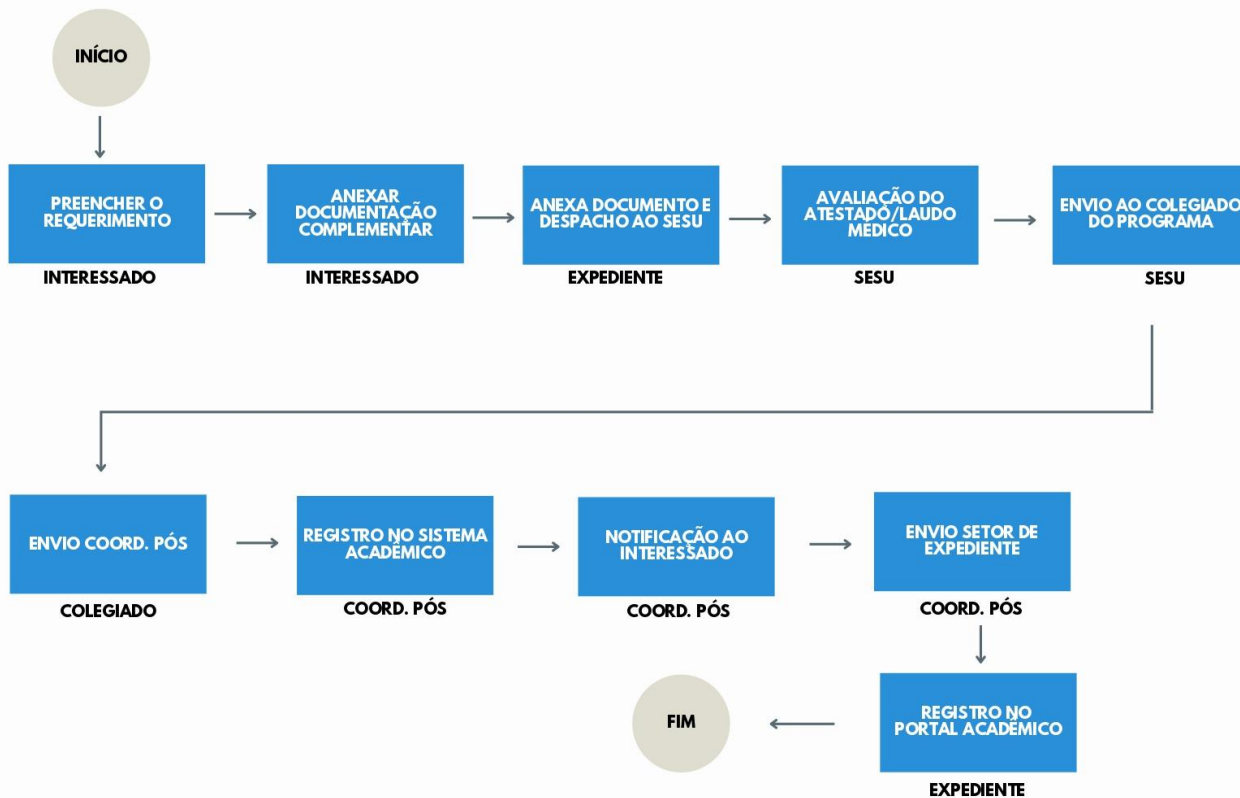 INÍCIO
PREENCHER O
REQUERIMENTO
INTERESSADO
ANEXAR
DOCUMENTAÇÃO
COMPLEMENTAR
INTERESSADO
ANEXA DOCUMENTO E
DESPACHO AO SESU
EXPEDIENTE
AVALIAÇÃO DO
ATESTADO/LAUDO
MÉDICO
SESU
ENVIO AO COLEGIADO
DO PROGRAMA
SESU
ENVIO COORD. PÓS
COLEGIADO
REGISTRO NO SISTEMA
ACADÊMICO
COORD. PÓS
NOTIFICAÇÃO AO
INTERESSADO
COORD. PÓS
ENVIO SETOR DE
EXPEDIENTE
COORD. PÓS
REGISTRO NO
PORTAL ACADÊMICO
EXPEDIENTE
FIM